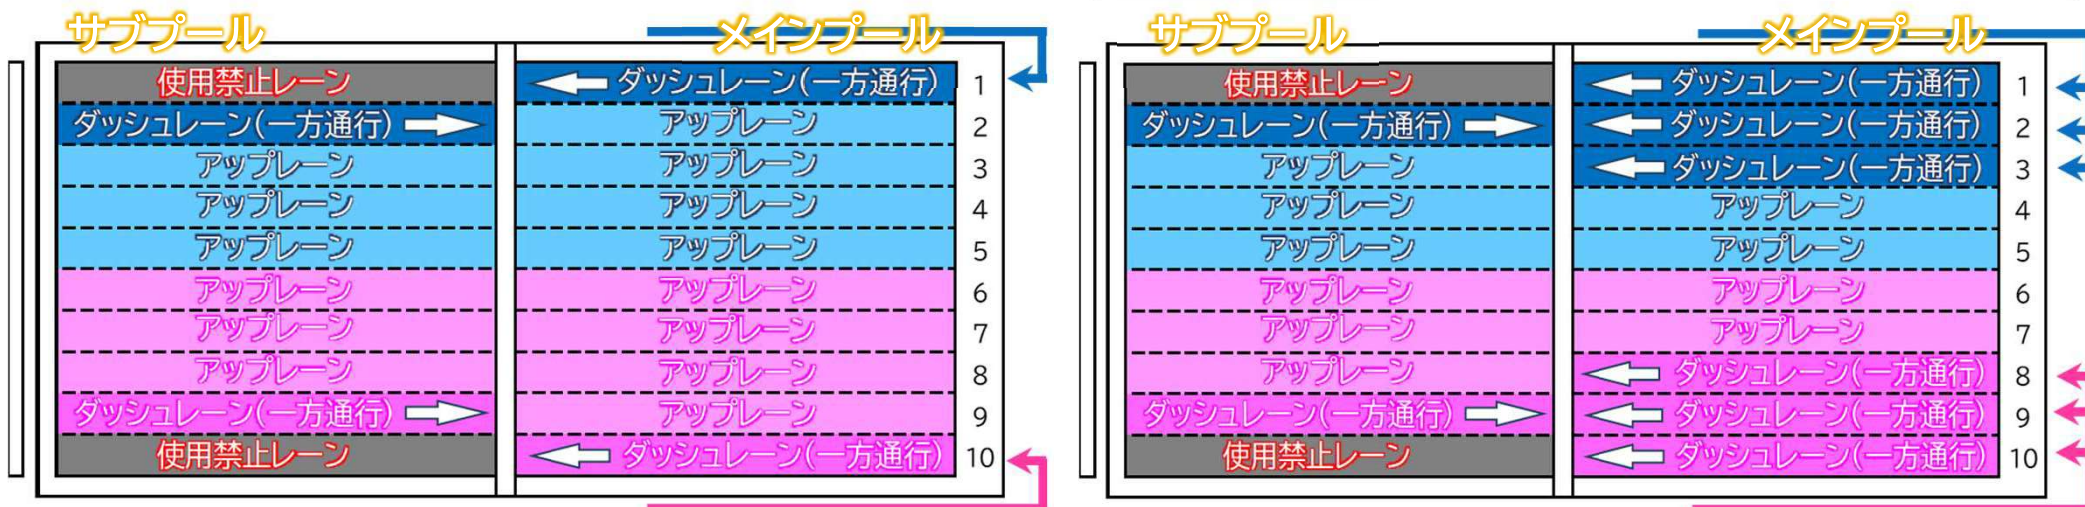 サブプール
メインプール
使用禁止レーン
ダッシュレーン(一方通行)
アップレーン
アップレーン
アップレーン
アップレーン
アップレーン
アップレーン
ダッシュレーン(一方通行)
使用禁止レーン
ダッシュレーン(一方通行) 1
アップレーン 2
アップレーン 3
アップレーン 4
アップレーン 5
アップレーン 6
アップレーン 7
アップレーン 8
アップレーン 9
ダッシュレーン(一方通行) 10
サブプール
メインプール
使用禁止レーン
ダッシュレーン(一方通行)
アップレーン
アップレーン
アップレーン
アップレーン
アップレーン
アップレーン
ダッシュレーン(一方通行)
使用禁止レーン
ダッシュレーン(一方通行) 1
ダッシュレーン(一方通行) 2
ダッシュレーン(一方通行) 3
アップレーン 4
アップレーン 5
アップレーン 6
アップレーン 7
ダッシュレーン(一方通行) 8
ダッシュレーン(一方通行) 9
ダッシュレーン(一方通行) 10